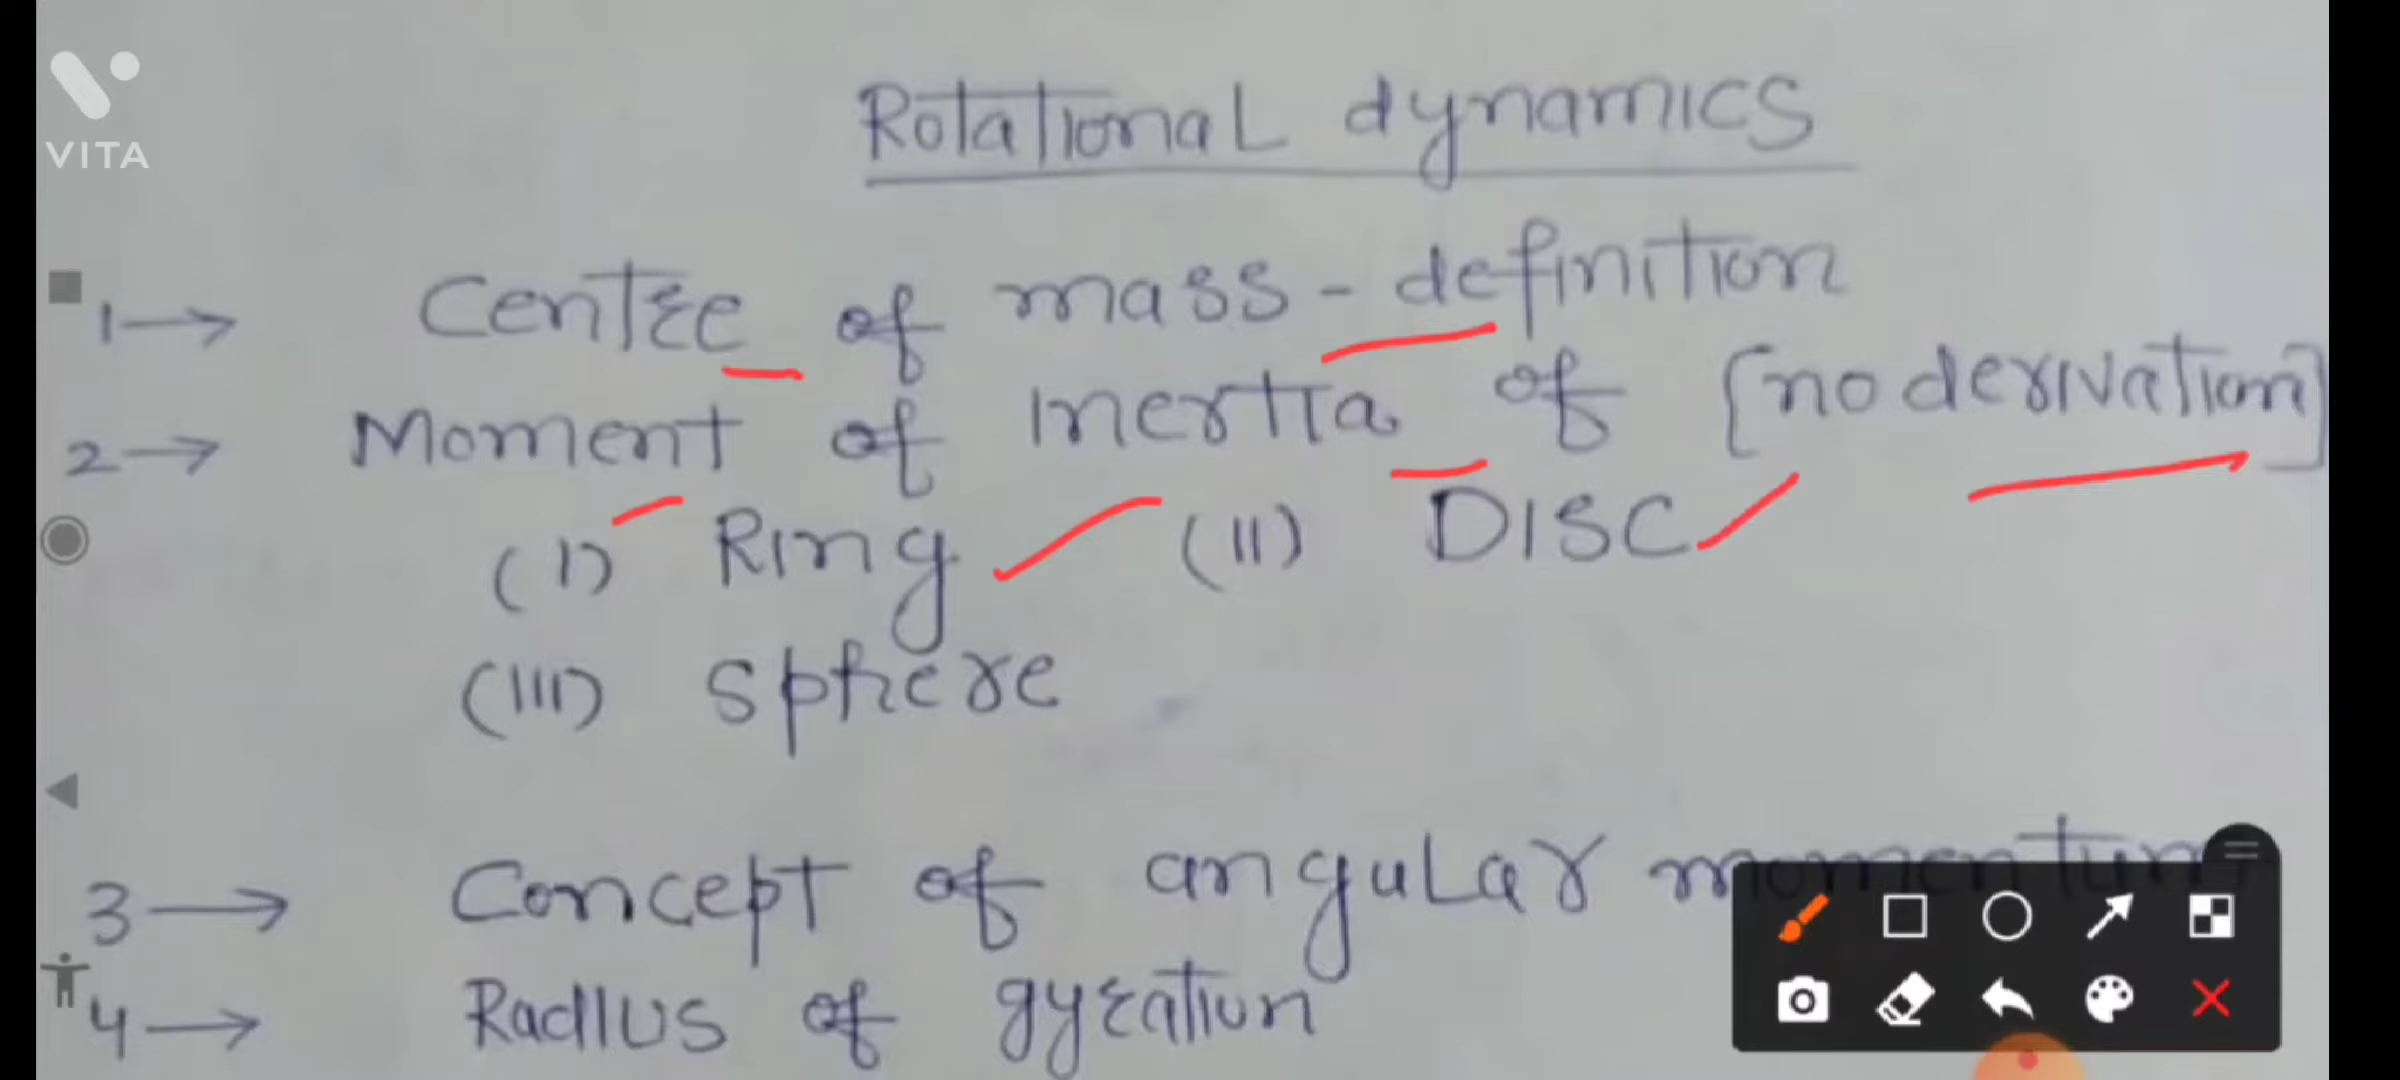 VITA
Rotational dynamics
1→ Centre of mass - definition
2→ Moment of Inertia of [no derivation]
(I) Ring (II) DISC
(III) Sphere
3→ Concept of angular momentum
4→ Radius of gyration